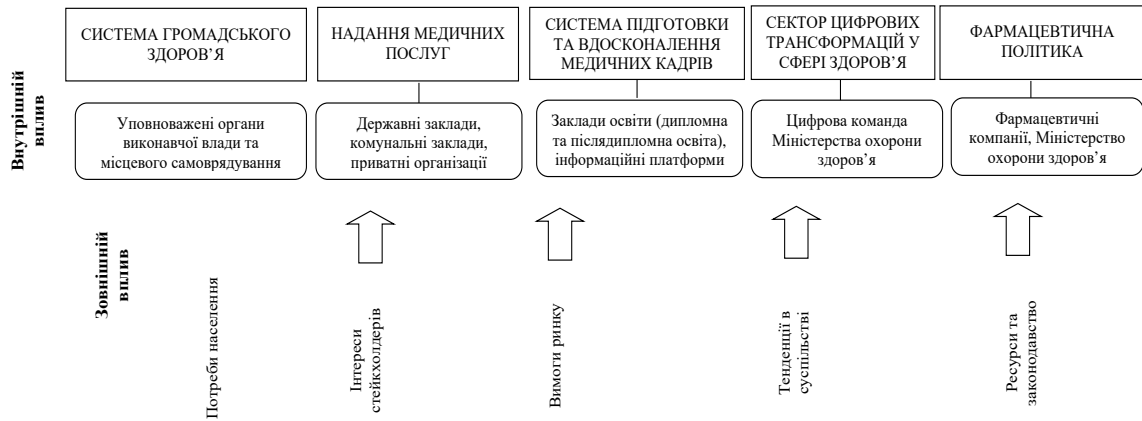 Внутрішній
вплив
СИСТЕМА ГРОМАДСЬКОГО
ЗДОРОВ’Я
НАДАННЯ МЕДИЧНИХ
ПОСЛУГ
СИСТЕМА ПІДГОТОВКИ
ТА ВДОСКОНАЛЕННЯ
МЕДИЧНИХ КАДРІВ
СЕКТОР ЦИФРОВИХ
ТРАНСФОРМАЦІЙ У
СФЕРІ ЗДОРОВ’Я
ФАРМАЦЕВТИЧНА
ПОЛІТИКА
Уповноважені органи
виконавчої влади та
місцевого самоврядування
Державні заклади,
комунальні заклади,
приватні організації
Заклади освіти (дипломна
та післядипломна освіта),
інформаційні платформи
Цифрова команда
Міністерства охорони
здоров’я
Фармацевтичні
компанії, Міністерство
охорони здоров’я
Зовнішній
вплив
Потреби населення
Інтереси
стейкхолдерів
Вимоги ринку
Тенденції в
суспільстві
Ресурси та
законодавство